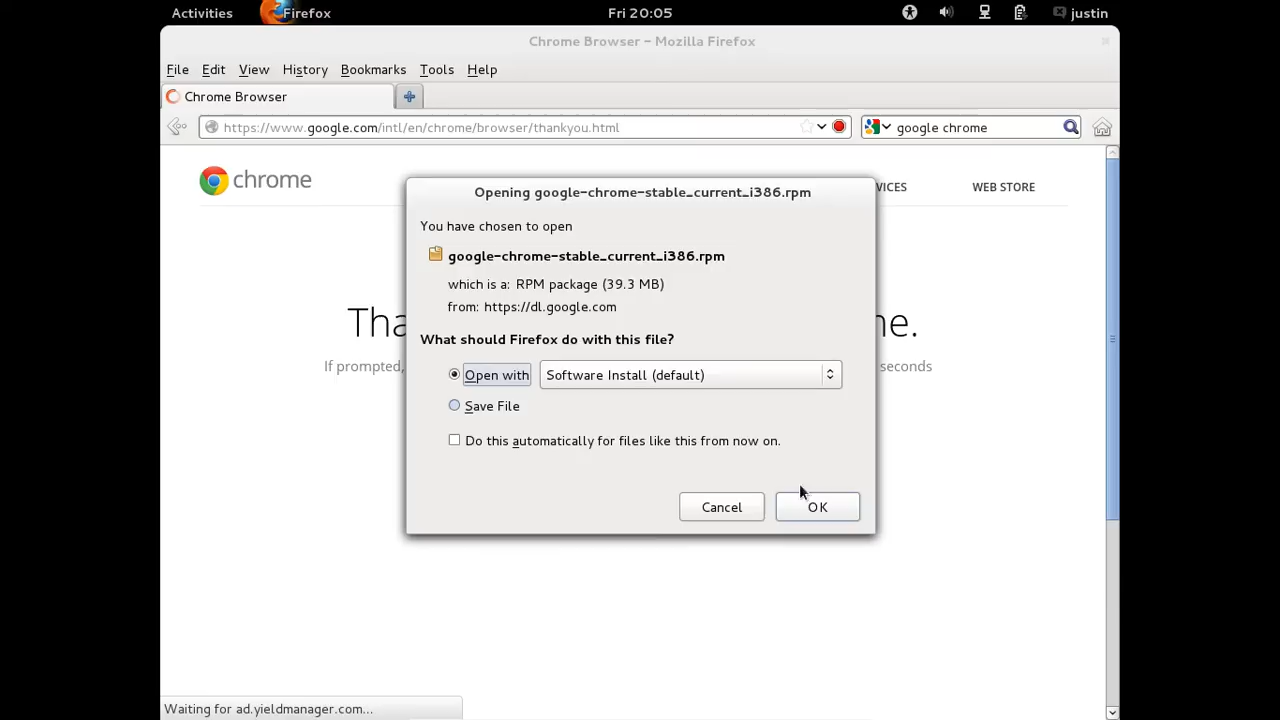 Activities Firefox Fri 20:05 justin
Chrome Browser – Mozilla Firefox
File Edit View History Bookmarks Tools Help
Chrome Browser
https://www.google.com/intl/en/chrome/browser/thankyou.html google chrome
chrome VICES WEB STORE
Opening google-chrome-stable_current_i386.rpm
You have chosen to open
google-chrome-stable_current_i386.rpm
which is a: RPM package (39.3 MB)
from: https://dl.google.com
Tha ne.
What should Firefox do with this file?
If prompted, seconds
Open with Software Install (default)
Save File
Do this automatically for files like this from now on.
Cancel OK
Waiting for ad.yieldmanager.com...